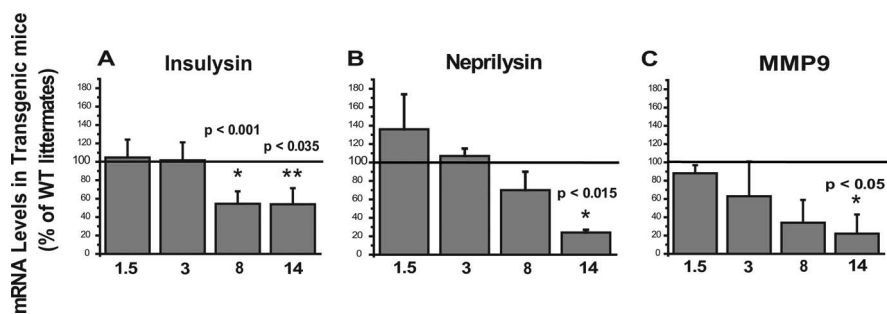 mRNA Levels in Transgenic mice
(% of WT littermates)
A Insulysin
180
160
140
120
100
80
60
40
20
0
p < 0.001
p < 0.035
* **
1.5 3 8 14
B Neprilysin
180
160
140
120
100
80
60
40
20
0
p < 0.015
*
1.5 3 8 14
C MMP9
180
160
140
120
100
80
60
40
20
0
p < 0.05
*
1.5 3 8 14